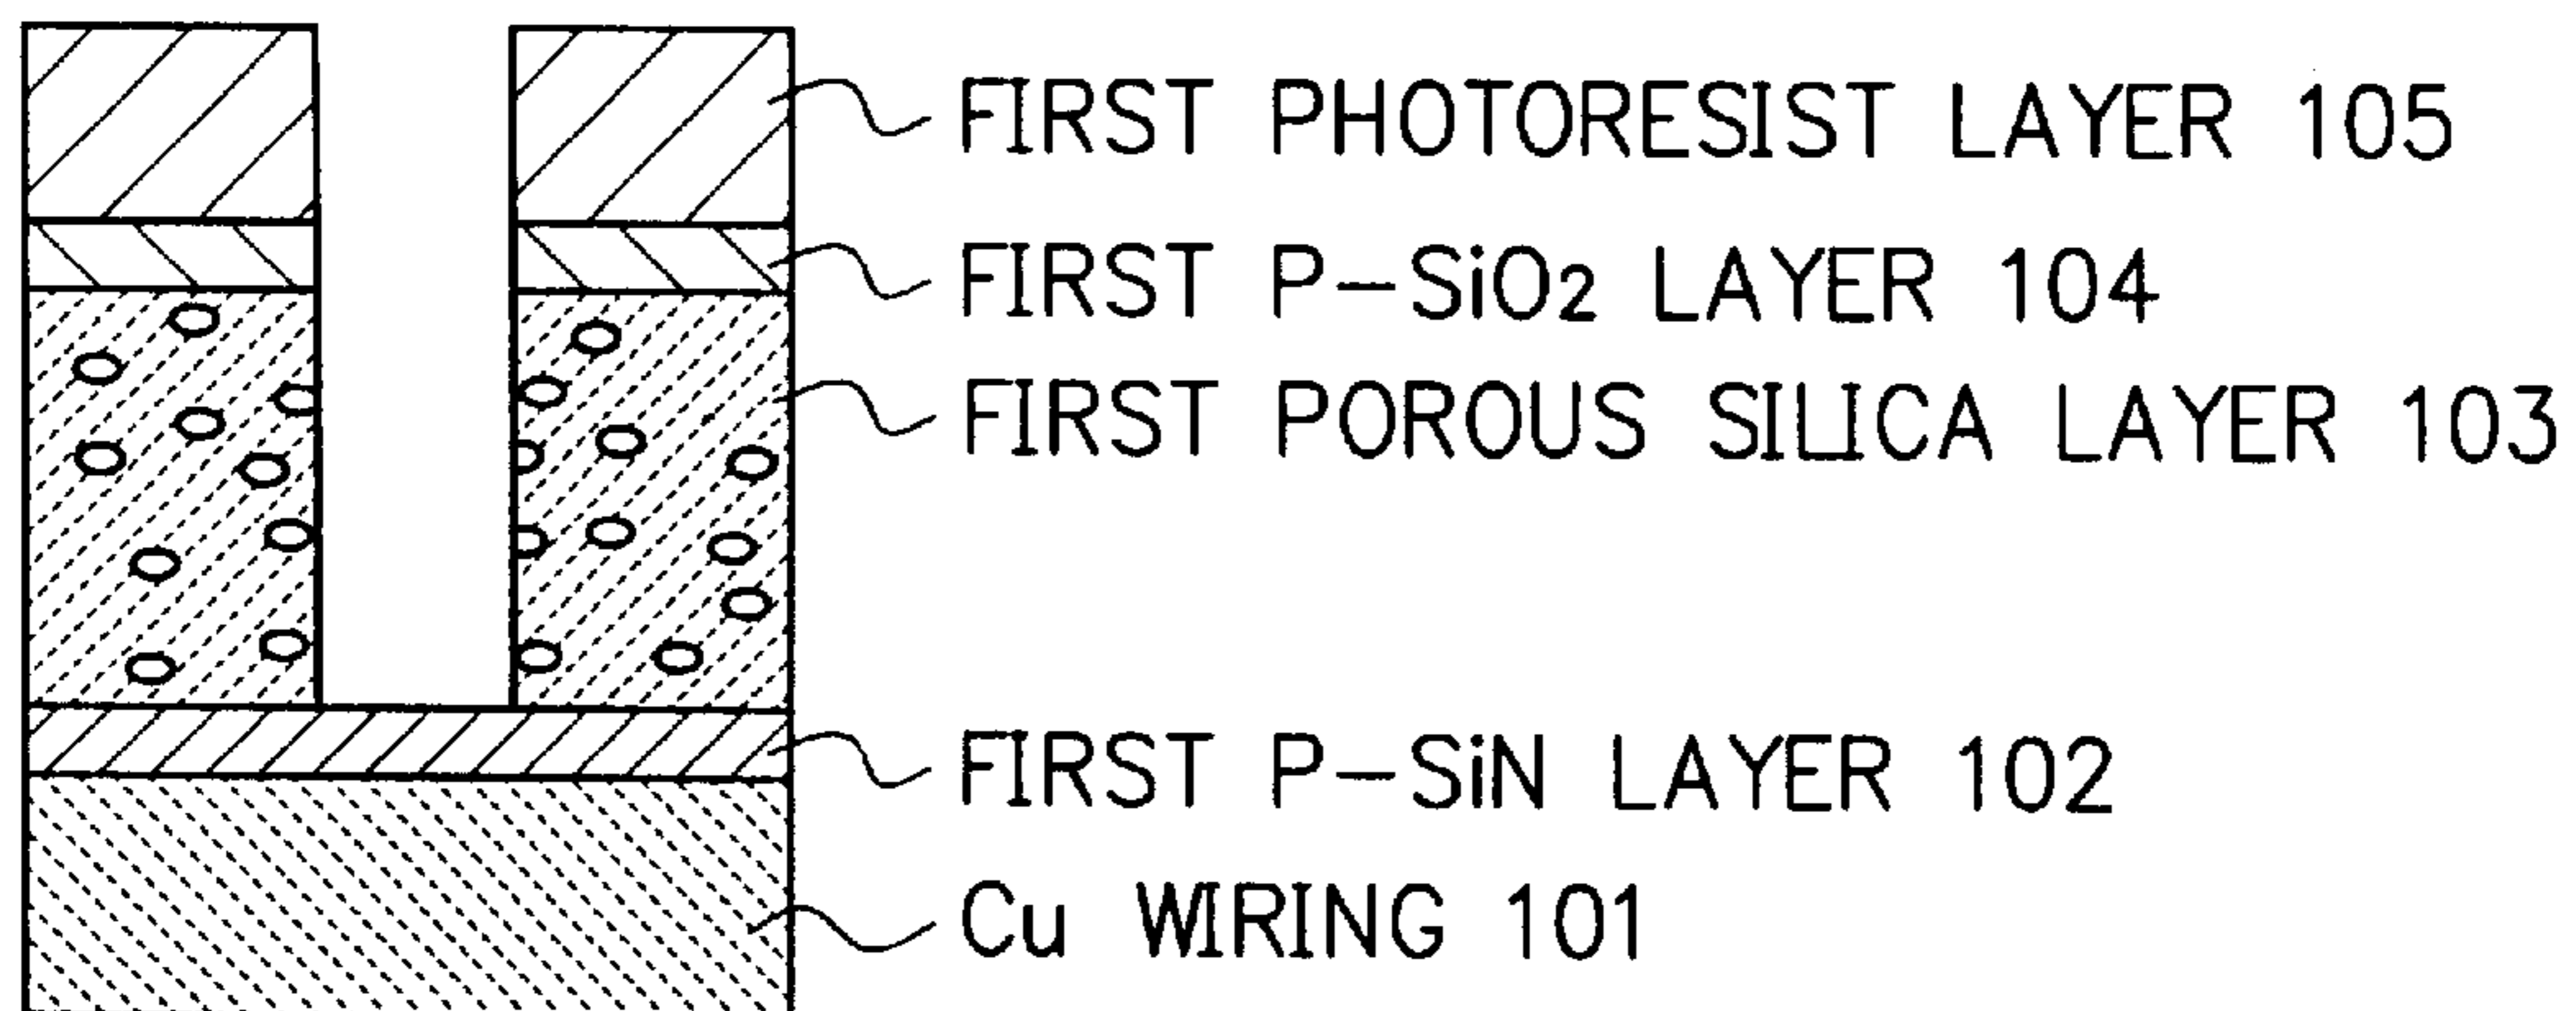 FIRST PHOTORESIST LAYER 105
FIRST P-SiO2 LAYER 104
FIRST POROUS SILICA LAYER 103
FIRST P-SiN LAYER 102
Cu WIRING 101